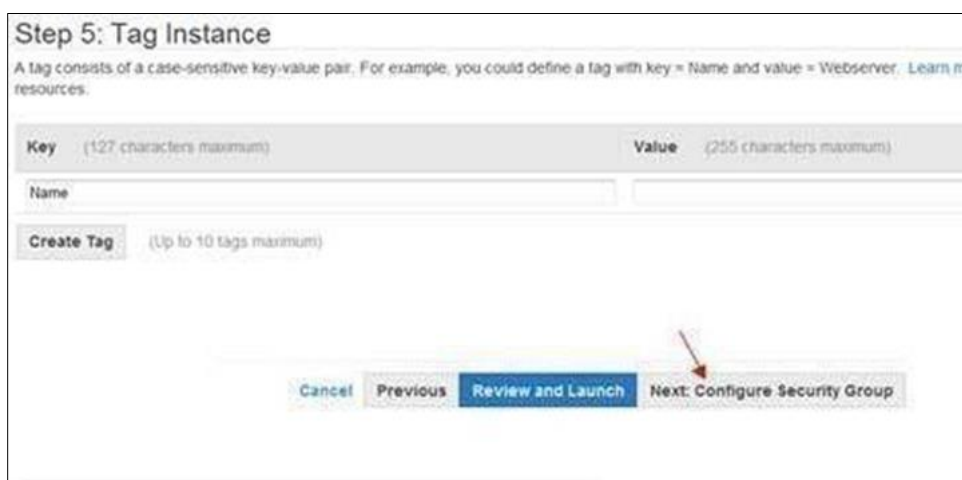 Step 5: Tag Instance
A tag consists of a case-sensitive key-value pair. For example, you could define a tag with key = Name and value = Webserver. Learn
resources.
Key (127 characters maximum) Value (255 characters maximum)
Name
Create Tag (Up to 10 tags maximum)
Cancel Previous Review and Launch Next: Configure Security Group